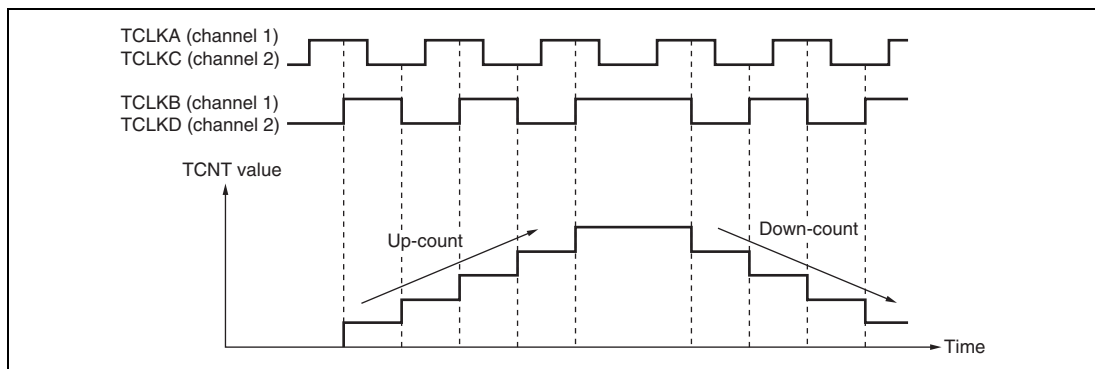 TCLKA (channel 1)
TCLKC (channel 2)
TCLKB (channel 1)
TCLKD (channel 2)
TCNT value
Up-count
Down-count
Time